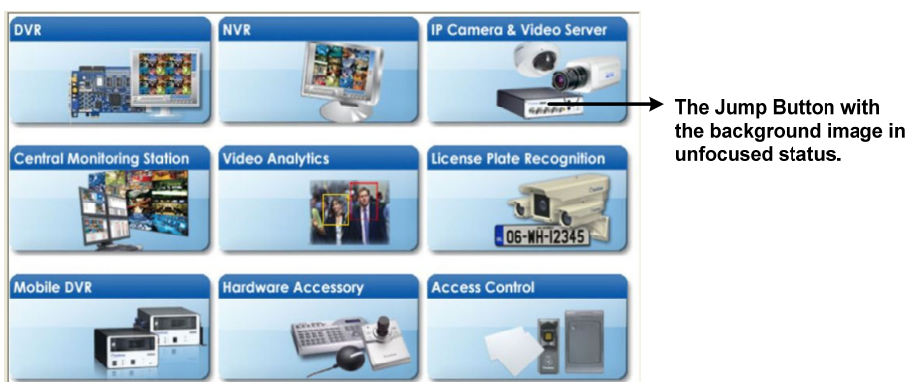 DVR
NVR
IP Camera & Video Server
The Jump Button with
the background image in
unfocused status.
Central Monitoring Station
Video Analytics
License Plate Recognition
06-WH-12345
Mobile DVR
Hardware Accessory
Access Control